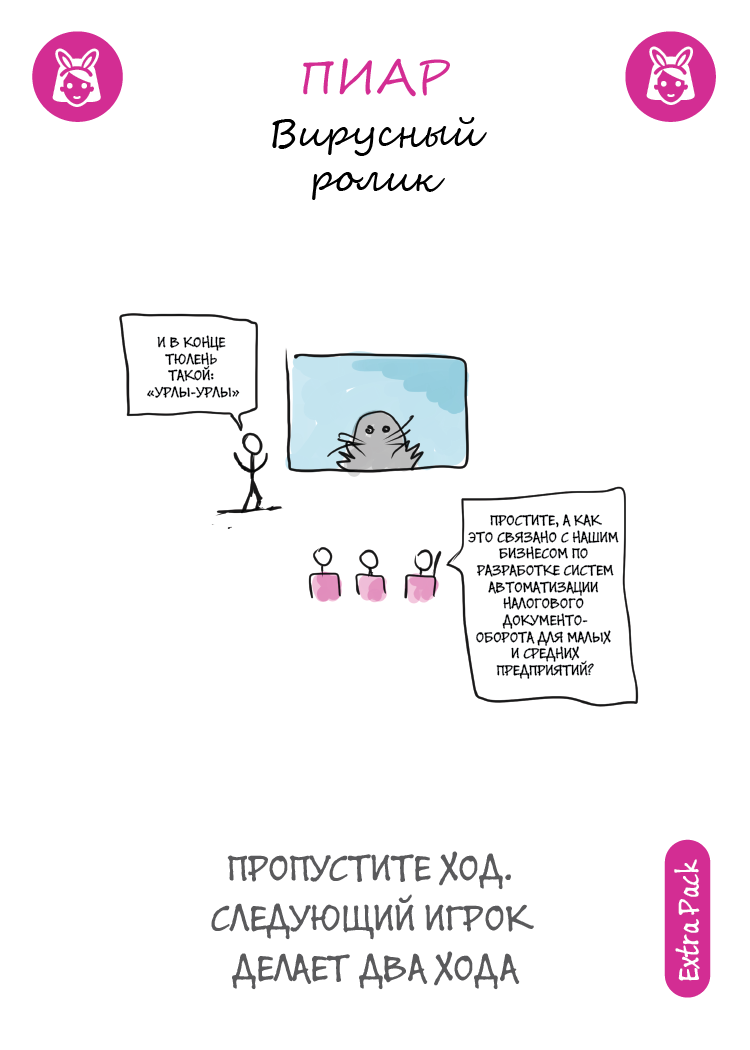 ПИАР
Вирусный
ролик
И В КОНЦЕ
ТЮЛЕНЬ
ТАКОЙ:
«УРЛЫ-УРЛЫ»
ПРОСТИТЕ, А КАК
ЭТО СВЯЗАНО С НАШИМ
БИЗНЕСОМ ПО
РАЗРАБОТКЕ СИСТЕМ
АВТОМАТИЗАЦИИ
НАЛОГОВОГО
ДОКУМЕНТО-
ОБОРОТА ДЛЯ МАЛЫХ
И СРЕДНИХ
ПРЕДПРИЯТИЙ?
ПРОПУСТИТЕ ХОД.
СЛЕДУЮЩИЙ ИГРОК
ДЕЛАЕТ ДВА ХОДА
Extra Pack